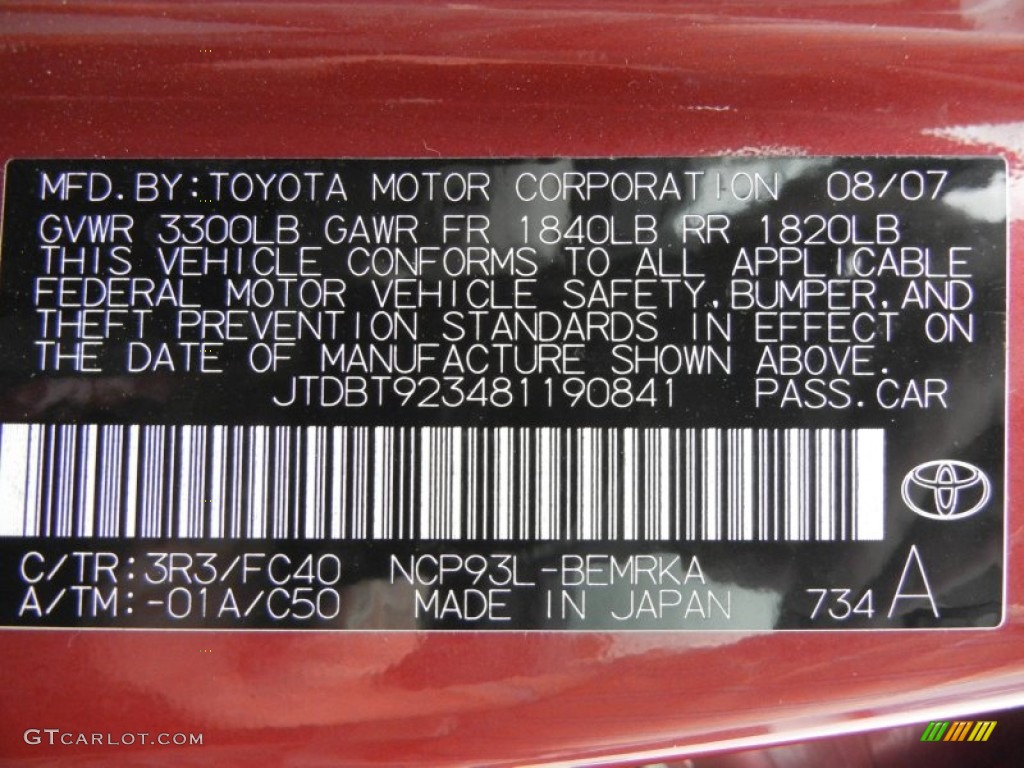 MFD.BY:TOYOTA MOTOR CORPORATION 08/07
GVWR 3300LB GAWR FR 1840LB RR 1820LB
THIS VEHICLE CONFORMS TO ALL APPLICABLE
FEDERAL MOTOR VEHICLE SAFETY,BUMPER,AND
THEFT PREVENTION STANDARDS IN EFFECT ON
THE DATE OF MANUFACTURE SHOWN ABOVE.
JTDBT923481190841 PASS.CAR
C/TR:3R3/FC40 NCP93L-BEMRKA
A/TM:-01A/C50 MADE IN JAPAN 734 A
GTCARLOT.COM